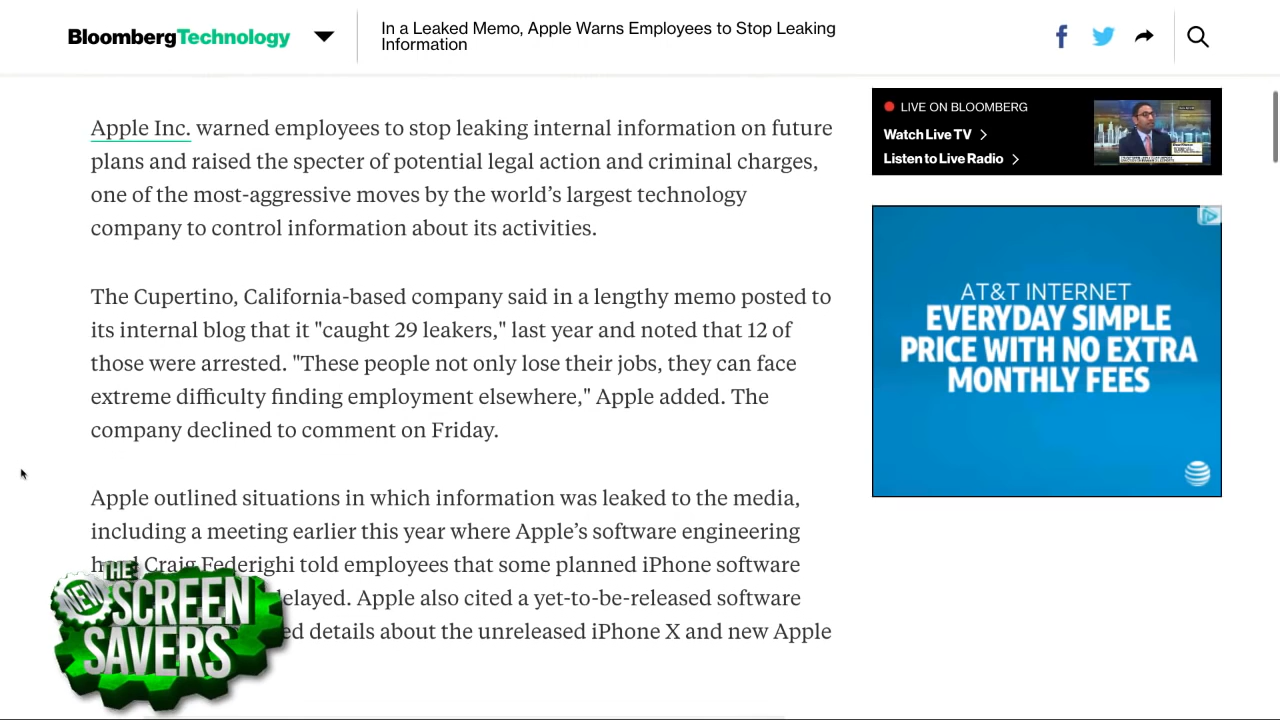 BloombergTechnology
In a Leaked Memo, Apple Warns Employees to Stop Leaking
Information
Apple Inc. warned employees to stop leaking internal information on future
plans and raised the specter of potential legal action and criminal charges,
one of the most-aggressive moves by the world’s largest technology
company to control information about its activities.
The Cupertino, California-based company said in a lengthy memo posted to
its internal blog that it "caught 29 leakers," last year and noted that 12 of
those were arrested. "These people not only lose their jobs, they can face
extreme difficulty finding employment elsewhere," Apple added. The
company declined to comment on Friday.
Apple outlined situations in which information was leaked to the media,
including a meeting earlier this year where Apple’s software engineering
Craig Federighi told employees that some planned iPhone software
delayed. Apple also cited a yet-to-be-released software
details about the unreleased iPhone X and new Apple
LIVE ON BLOOMBERG
Watch Live TV
Listen to Live Radio
AT&T INTERNET
EVERYDAY SIMPLE
PRICE WITH NO EXTRA
MONTHLY FEES
THE
NEW
SCREEN
SAVERS